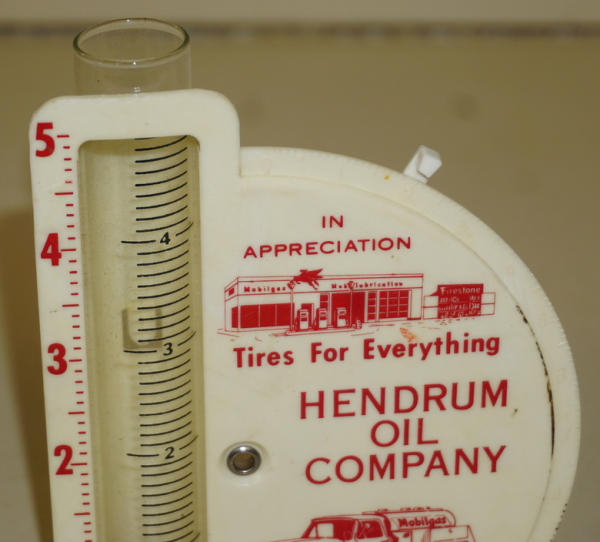 5
4
3
2
4
3
2
IN
APPRECIATION
Mobilgas Mobilubrication
Firestone
Tires For Everything
HENDRUM
OIL
COMPANY
Mobilgas